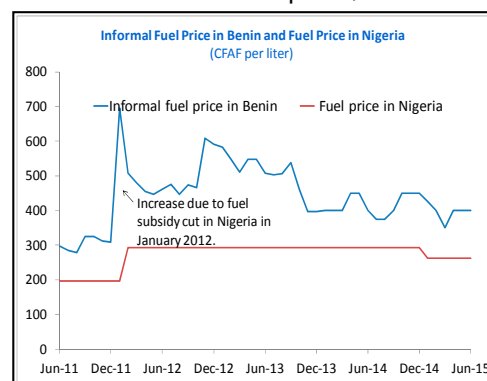 Informal Fuel Price in Benin and Fuel Price in Nigeria
(CFAF per liter)
800
700
600
500
400
300
200
100
0
Informal fuel price in Benin
Fuel price in Nigeria
Increase due to fuel
subsidy cut in Nigeria in
January 2012.
Jun-11 Dec-11 Jun-12 Dec-12 Jun-13 Dec-13 Jun-14 Dec-14 Jun-15